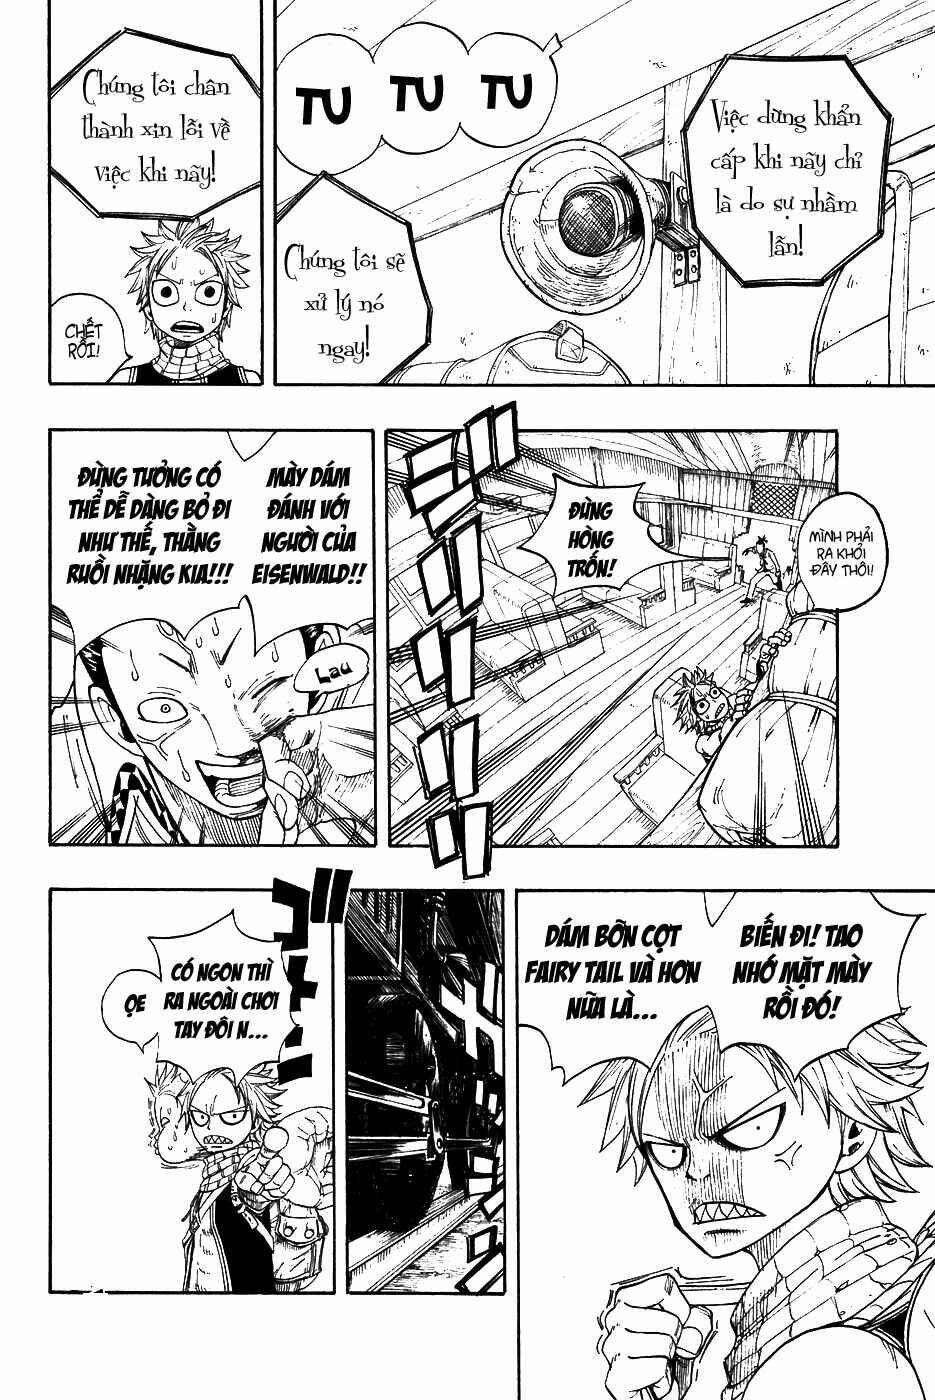 Việc dừng khẩn
cấp khi nãy chỉ
là do sự nhầm
lẫn!
TU TU TU
Chúng tôi sẽ
xử lý nó
ngay!
Chúng tôi chân
thành xin lỗi về
việc khi nãy!
CHẾT
RỒI!
MÌNH PHẢI
RA KHỎI
ĐÂY THÔI!
ĐỪNG
HÒNG
TRỐN!
MÀY DÁM
ĐÁNH VỚI
NGƯỜI CỦA
EISENWALD!!
ĐỪNG TƯỞNG CÓ
THỂ DỄ DÀNG BỎ ĐI
NHƯ THẾ, THẰNG
RUỒI NHẶNG KIA!!!
Lau
BIẾN ĐI! TAO
NHỚ MẶT MÀY
RỒI ĐÓ!
DÁM BỠN CỢT
FAIRY TAIL VÀ HƠN
NỮA LÀ...
CÓ NGON THÌ
RA NGOÀI CHƠI
TAY ĐÔI N...
ỌE